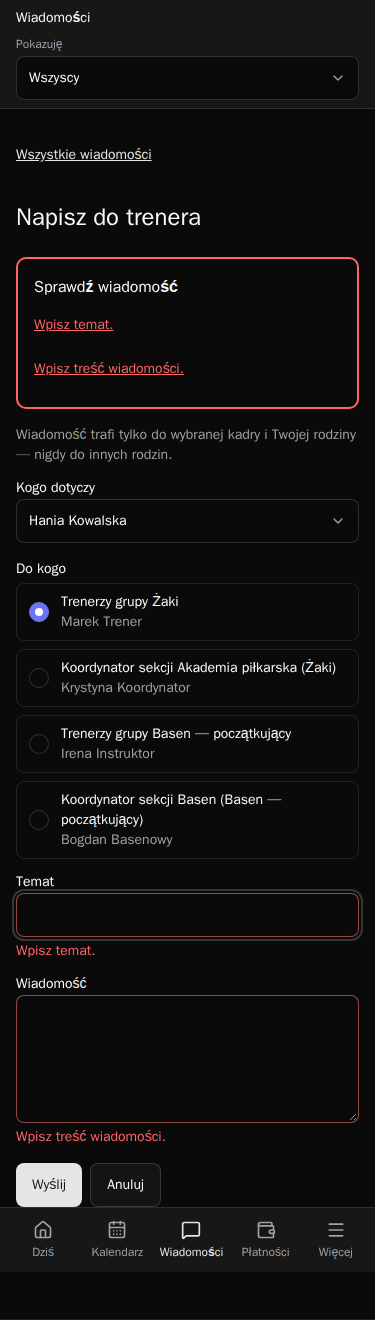 Wiadomości
Pokazuję
Wszyscy
Wszystkie wiadomości
Napisz do trenera
Sprawdź wiadomość
Wpisz temat.
Wpisz treść wiadomości.
Wiadomość trafi tylko do wybranej kadry i Twojej rodziny
— nigdy do innych rodzin.
Kogo dotyczy
Hania Kowalska
Do kogo
Trenerzy grupy Żaki
Marek Trener
Koordynator sekcji Akademia piłkarska (Żaki)
Krystyna Koordynator
Trenerzy grupy Basen — początkujący
Irena Instruktor
Koordynator sekcji Basen (Basen —
początkujący)
Bogdan Basenowy
Temat
Wpisz temat.
Wiadomość
Wpisz treść wiadomości.
Wyślij
Anuluj
Dziś
Kalendarz
Wiadomości
Płatności
Więcej